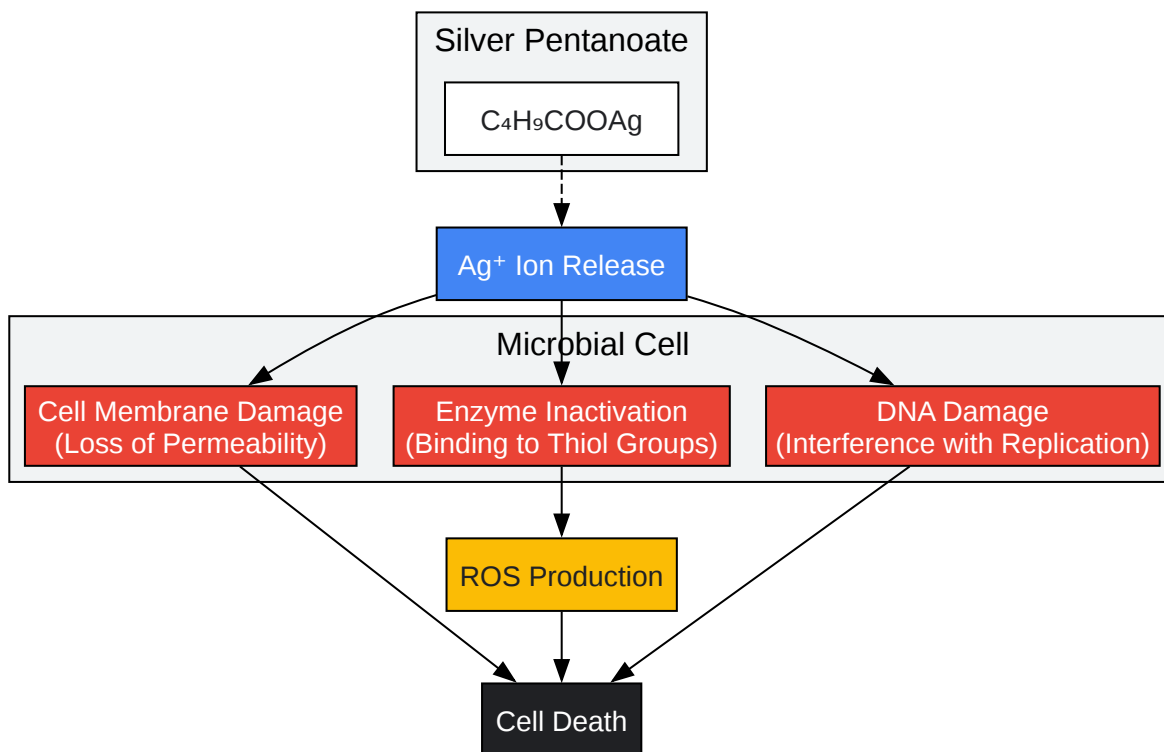 Silver Pentanoate
C₄H₉COOAg
Ag⁺ Ion Release
Microbial Cell
Cell Membrane Damage
(Loss of Permeability)
Enzyme Inactivation
(Binding to Thiol Groups)
DNA Damage
(Interference with Replication)
ROS Production
Cell Death